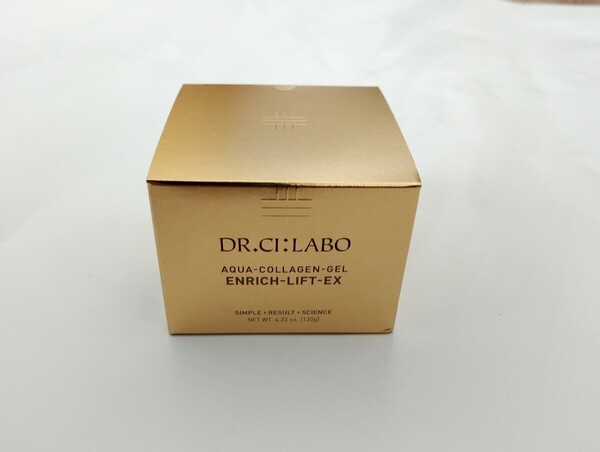 DR.CI:LABO
AQUA-COLLAGEN-GEL
ENRICH-LIFT-EX
SIMPLE • RESULT • SCIENCE
NET WT. 4.23 oz. (120g)